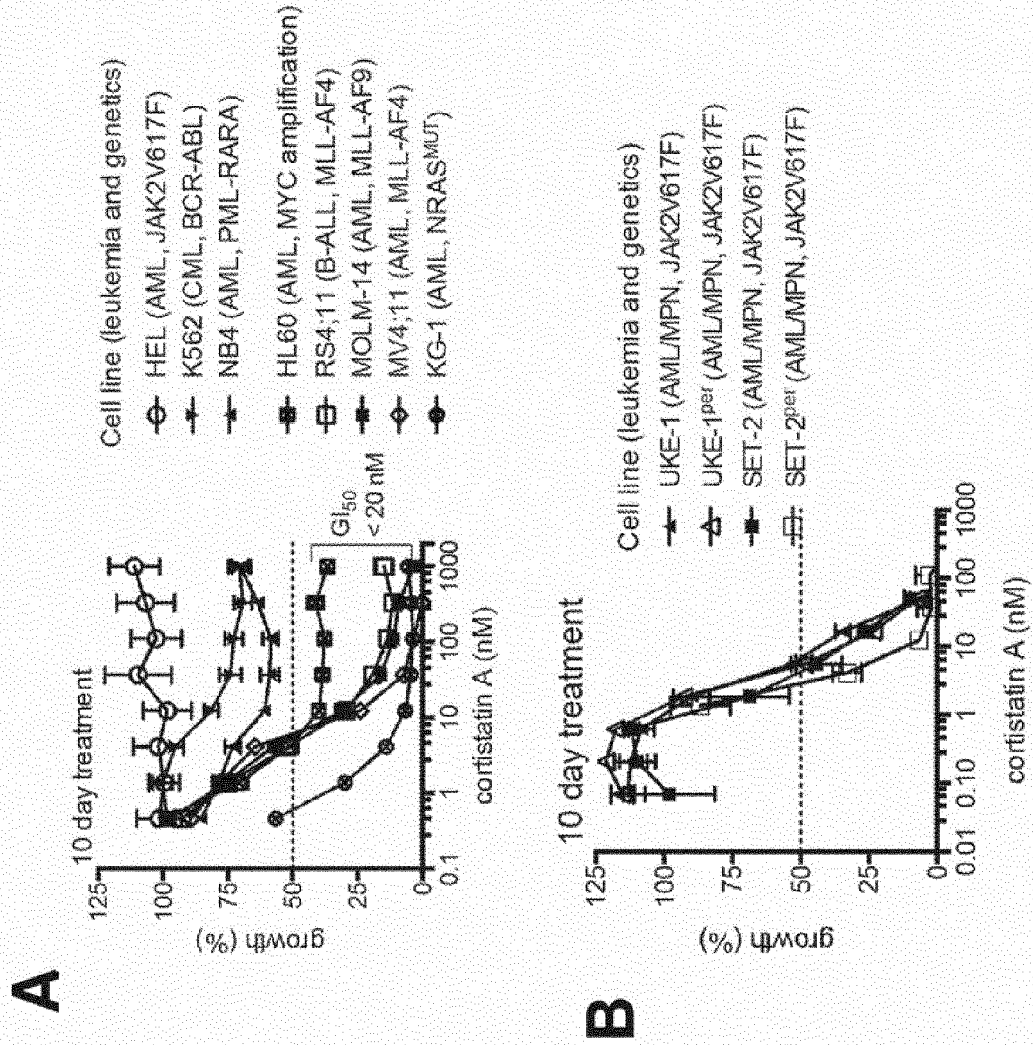 A
10 day treatment
growth (%)
125
100
75
50
25
0
0.1
1
10
100
1000
cortistatin A (nM)
GI50
< 20 nM
Cell line (leukemia and genetics)
HEL (AML, JAK2V617F)
K562 (CML, BCR-ABL)
NB4 (AML, PML-RARA)
HL60 (AML, MYC amplification)
RS4;11 (B-ALL, MLL-AF4)
MOLM-14 (AML, MLL-AF9)
MV4;11 (AML, MLL-AF4)
KG-1 (AML, NRASMUT)
B
10 day treatment
growth (%)
125
100
75
50
25
0
0.01
0.10
1
10
100
1000
cortistatin A (nM)
Cell line (leukemia and genetics)
UKE-1 (AML/MPN, JAK2V617F)
UKE-1per (AML/MPN, JAK2V617F)
SET-2 (AML/MPN, JAK2V617F)
SET-2per (AML/MPN, JAK2V617F)